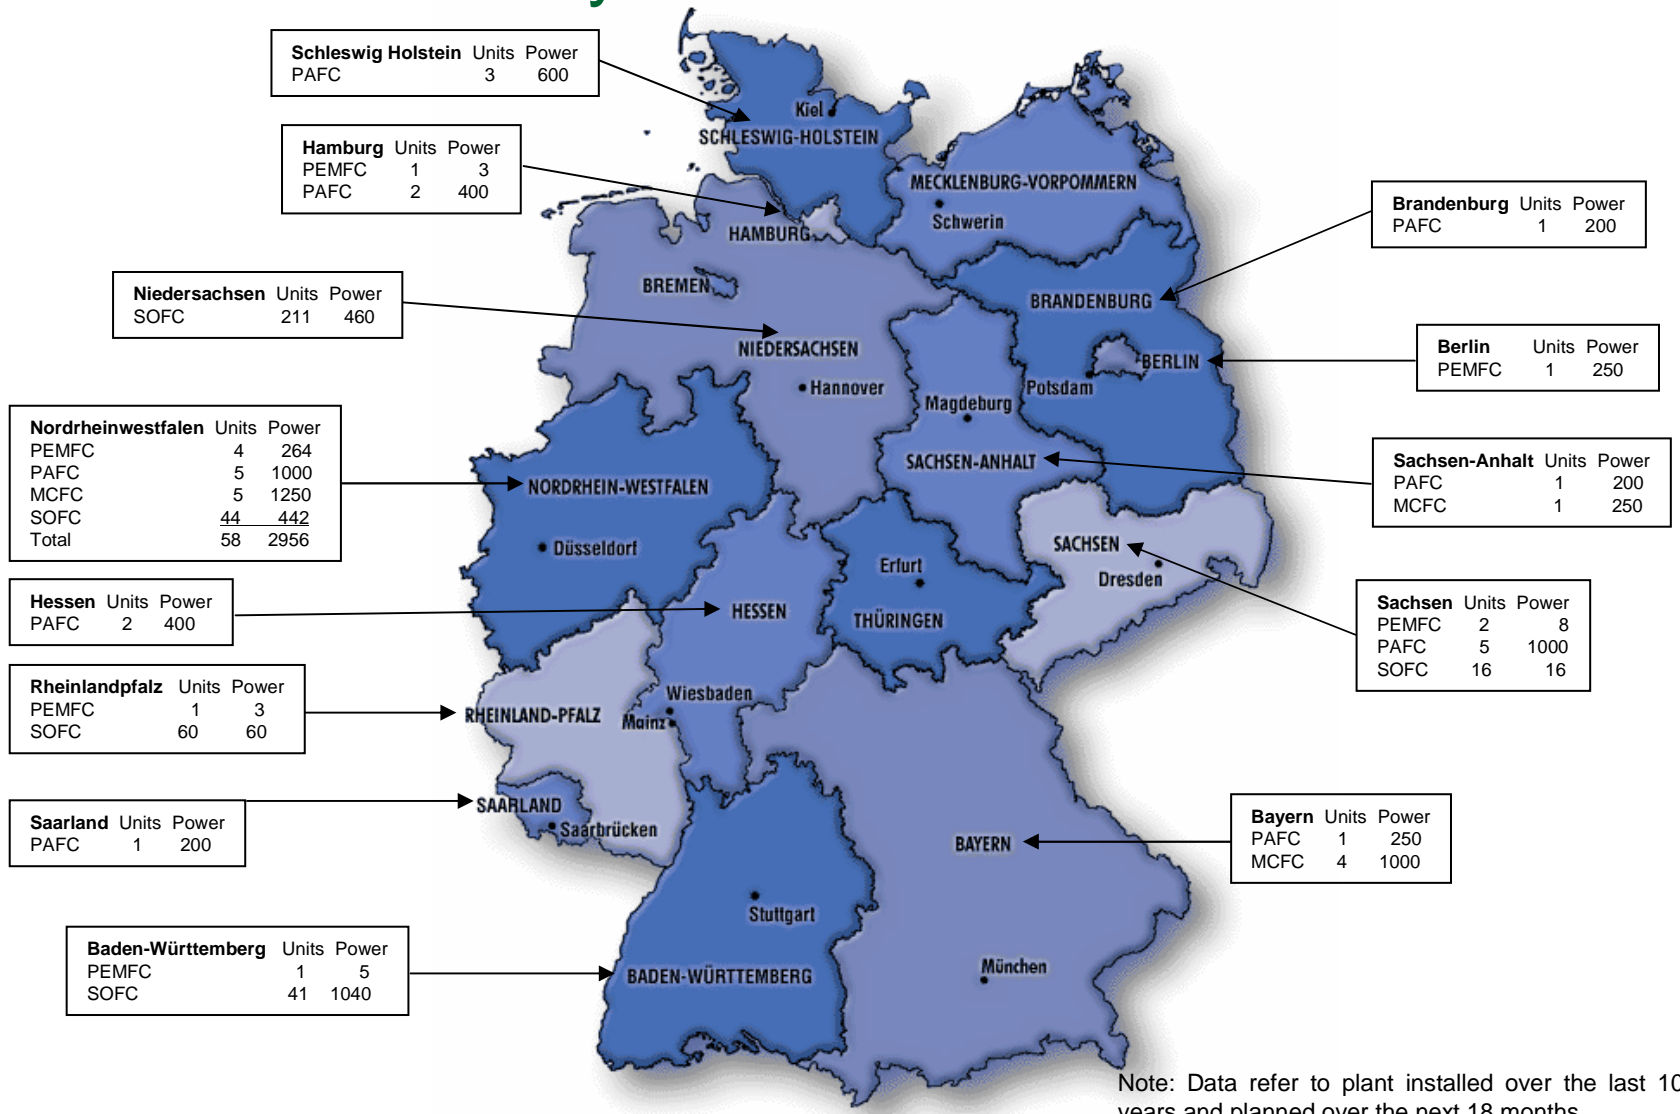 Schleswig Holstein Units Power
PAFC 3 600
Hamburg Units Power
PEMFC 1 3
PAFC 2 400
Niedersachsen Units Power
SOFC 211 460
Nordrheinwestfalen Units Power
PEMFC 4 264
PAFC 5 1000
MCFC 5 1250
SOFC 44 442
Total 58 2956
Hessen Units Power
PAFC 2 400
Rheinlandpfalz Units Power
PEMFC 1 3
SOFC 60 60
Saarland Units Power
PAFC 1 200
Baden-Württemberg Units Power
PEMFC 1 5
SOFC 41 1040
Kiel
SCHLESWIG-HOLSTEIN
MECKLENBURG-VORPOMMERN
Schwerin
HAMBURG
BREMEN
NIEDERSACHSEN
Hannover
BRANDENBURG
BERLIN
Potsdam
Magdeburg
SACHSEN-ANHALT
NORDRHEIN-WESTFALEN
Düsseldorf
SACHSEN
Dresden
Erfurt
THÜRINGEN
HESSEN
Wiesbaden
Mainz
RHEINLAND-PFALZ
SAARLAND
Saarbrücken
BAYERN
Stuttgart
München
BADEN-WÜRTTEMBERG
Brandenburg Units Power
PAFC 1 200
Berlin Units Power
PEMFC 1 250
Sachsen-Anhalt Units Power
PAFC 1 200
MCFC 1 250
Sachsen Units Power
PEMFC 2 8
PAFC 5 1000
SOFC 16 16
Bayern Units Power
PAFC 1 250
MCFC 4 1000
Note: Data refer to plant installed over the last 10
years and planned over the next 18 months